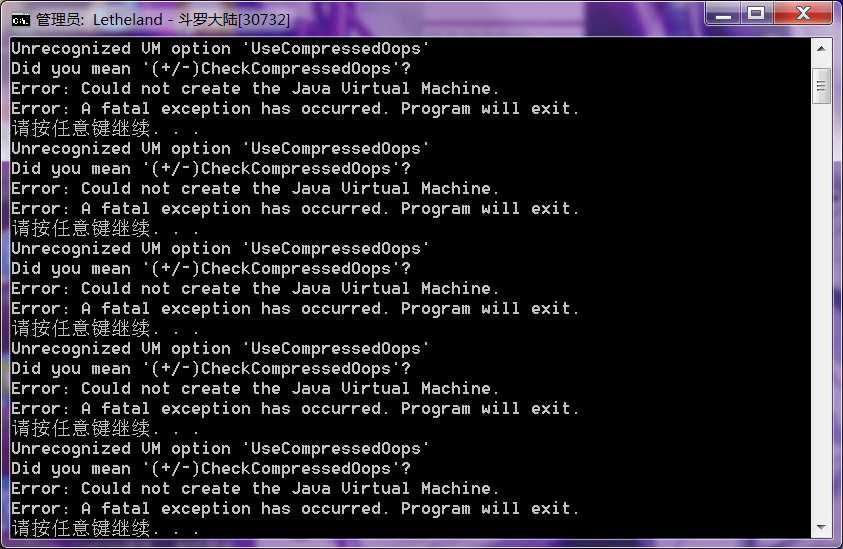 管理员: Letheland - 斗罗大陆[30732]
Unrecognized VM option 'UseCompressedOops'
Did you mean '(+/-)CheckCompressedOops'?
Error: Could not create the Java Virtual Machine.
Error: A fatal exception has occurred. Program will exit.
请按任意键继续. . .
Unrecognized VM option 'UseCompressedOops'
Did you mean '(+/-)CheckCompressedOops'?
Error: Could not create the Java Virtual Machine.
Error: A fatal exception has occurred. Program will exit.
请按任意键继续. . .
Unrecognized VM option 'UseCompressedOops'
Did you mean '(+/-)CheckCompressedOops'?
Error: Could not create the Java Virtual Machine.
Error: A fatal exception has occurred. Program will exit.
请按任意键继续. . .
Unrecognized VM option 'UseCompressedOops'
Did you mean '(+/-)CheckCompressedOops'?
Error: Could not create the Java Virtual Machine.
Error: A fatal exception has occurred. Program will exit.
请按任意键继续. . .
Unrecognized VM option 'UseCompressedOops'
Did you mean '(+/-)CheckCompressedOops'?
Error: Could not create the Java Virtual Machine.
Error: A fatal exception has occurred. Program will exit.
请按任意键继续. . .